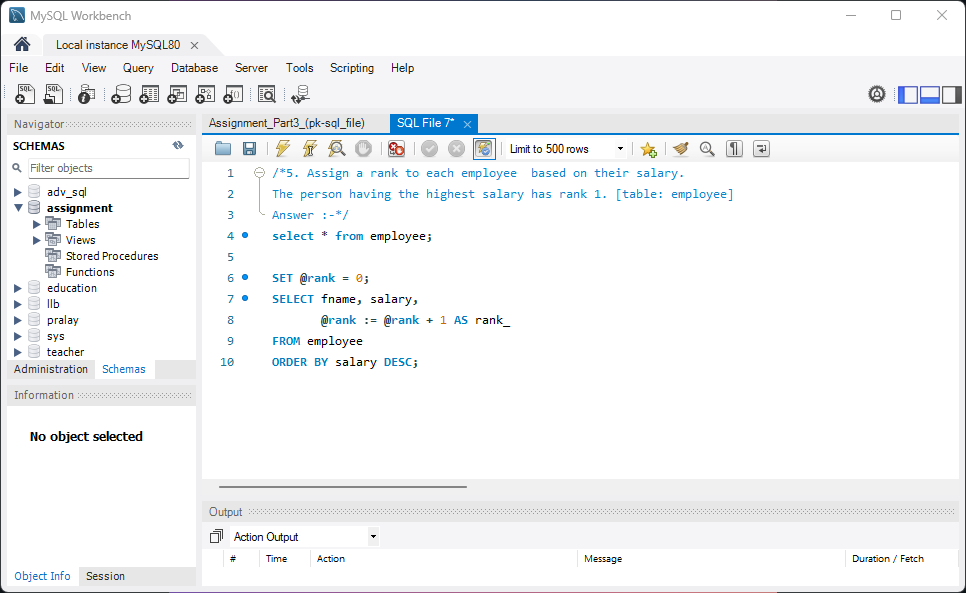 MySQL Workbench
Local instance MySQL80
File Edit View Query Database Server Tools Scripting Help
Navigator
SCHEMAS
Filter objects
adv_sql
assignment
Tables
Views
Stored Procedures
Functions
education
llb
pralay
sys
teacher
Administration Schemas
Information
No object selected
Object Info Session
Assignment_Part3_(pk-sql_file) SQL File 7*
Limit to 500 rows
1 /*5. Assign a rank to each employee  based on their salary.
2 The person having the highest salary has rank 1. [table: employee]
3 Answer :-*/
4 select * from employee;
5
6 SET @rank = 0;
7 SELECT fname, salary,
8 @rank := @rank + 1 AS rank_
9 FROM employee
10 ORDER BY salary DESC;
Output
Action Output
# Time Action Message Duration / Fetch